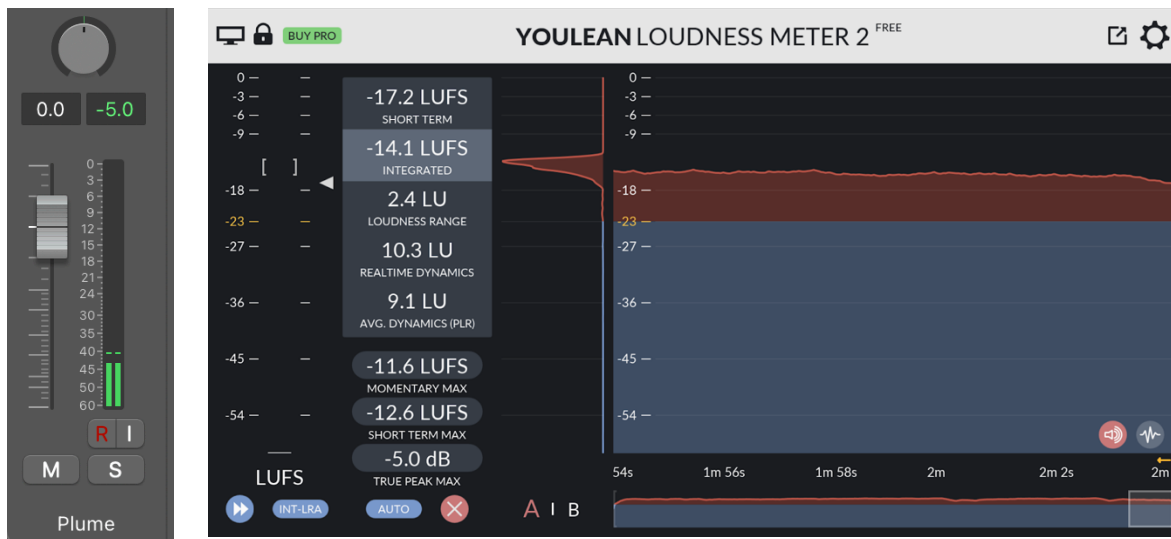 0.0 -5.0
0
3
6
9
12
15
18
21
24
30
35
40
45
50
60
R I
M S
Plume
BUY PRO
YOULEAN LOUDNESS METER 2 FREE
0
-3
-6
-9
[ ]
-18
-23
-27
-36
-45
-54
LUFS
INT-LRA
-17.2 LUFS
SHORT TERM
-14.1 LUFS
INTEGRATED
2.4 LU
LOUDNESS RANGE
10.3 LU
REALTIME DYNAMICS
9.1 LU
AVG. DYNAMICS (PLR)
-11.6 LUFS
MOMENTARY MAX
-12.6 LUFS
SHORT TERM MAX
-5.0 dB
TRUE PEAK MAX
AUTO
A I B
0
-3
-6
-9
-18
-23
-27
-36
-45
-54
54s 1m 56s 1m 58s 2m 2m 2s 2m